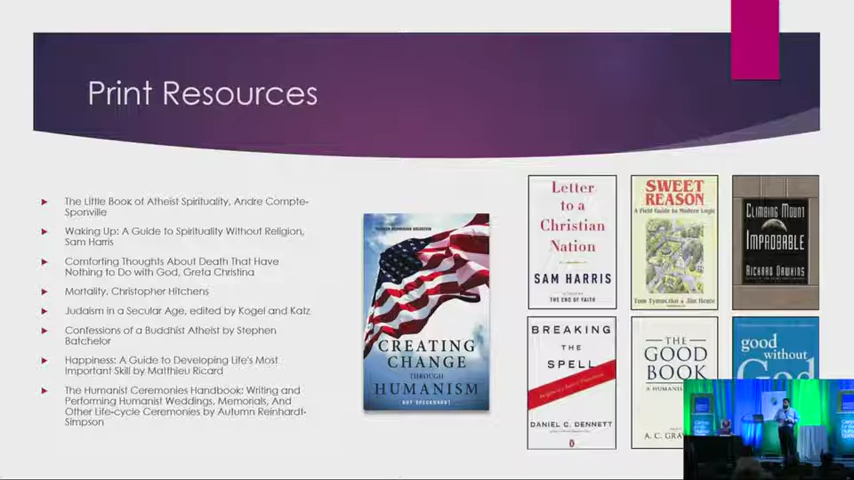 Print Resources
The Little Book of Atheist Spirituality, Andre Compte-
Sponville
Waking Up: A Guide to Spirituality Without Religion,
Sam Harris
Comforting Thoughts About Death That Have
Nothing to Do with God, Greta Christina
Mortality, Christopher Hitchens
Judaism in a Secular Age, edited by Kogel and Katz
Confessions of a Buddhist Atheist by Stephen
Batchelor
Happiness: A Guide to Developing Life's Most
Important Skill by Matthieu Ricard
The Humanist Ceremonies Handbook: Writing and
Performing Humanist Weddings, Memorials, And
Other Life-cycle Ceremonies by Autumn Reinhardt-
Simpson
CREATING
CHANGE
THROUGH
HUMANISM
ROY SPECKHARDT
Letter
to a
Christian
Nation
SAM HARRIS
THE END OF FAITH
SWEET
REASON
A Field Guide to Modern Logic
Tom Tymoczko & Jim Henle
CLIMBING MOUNT
IMPROBABLE
RICHARD DAWKINS
BREAKING
THE
SPELL
DANIEL C. DENNETT
THE
GOOD
BOOK
A HUMAN
A. C. GRA
good
without
God